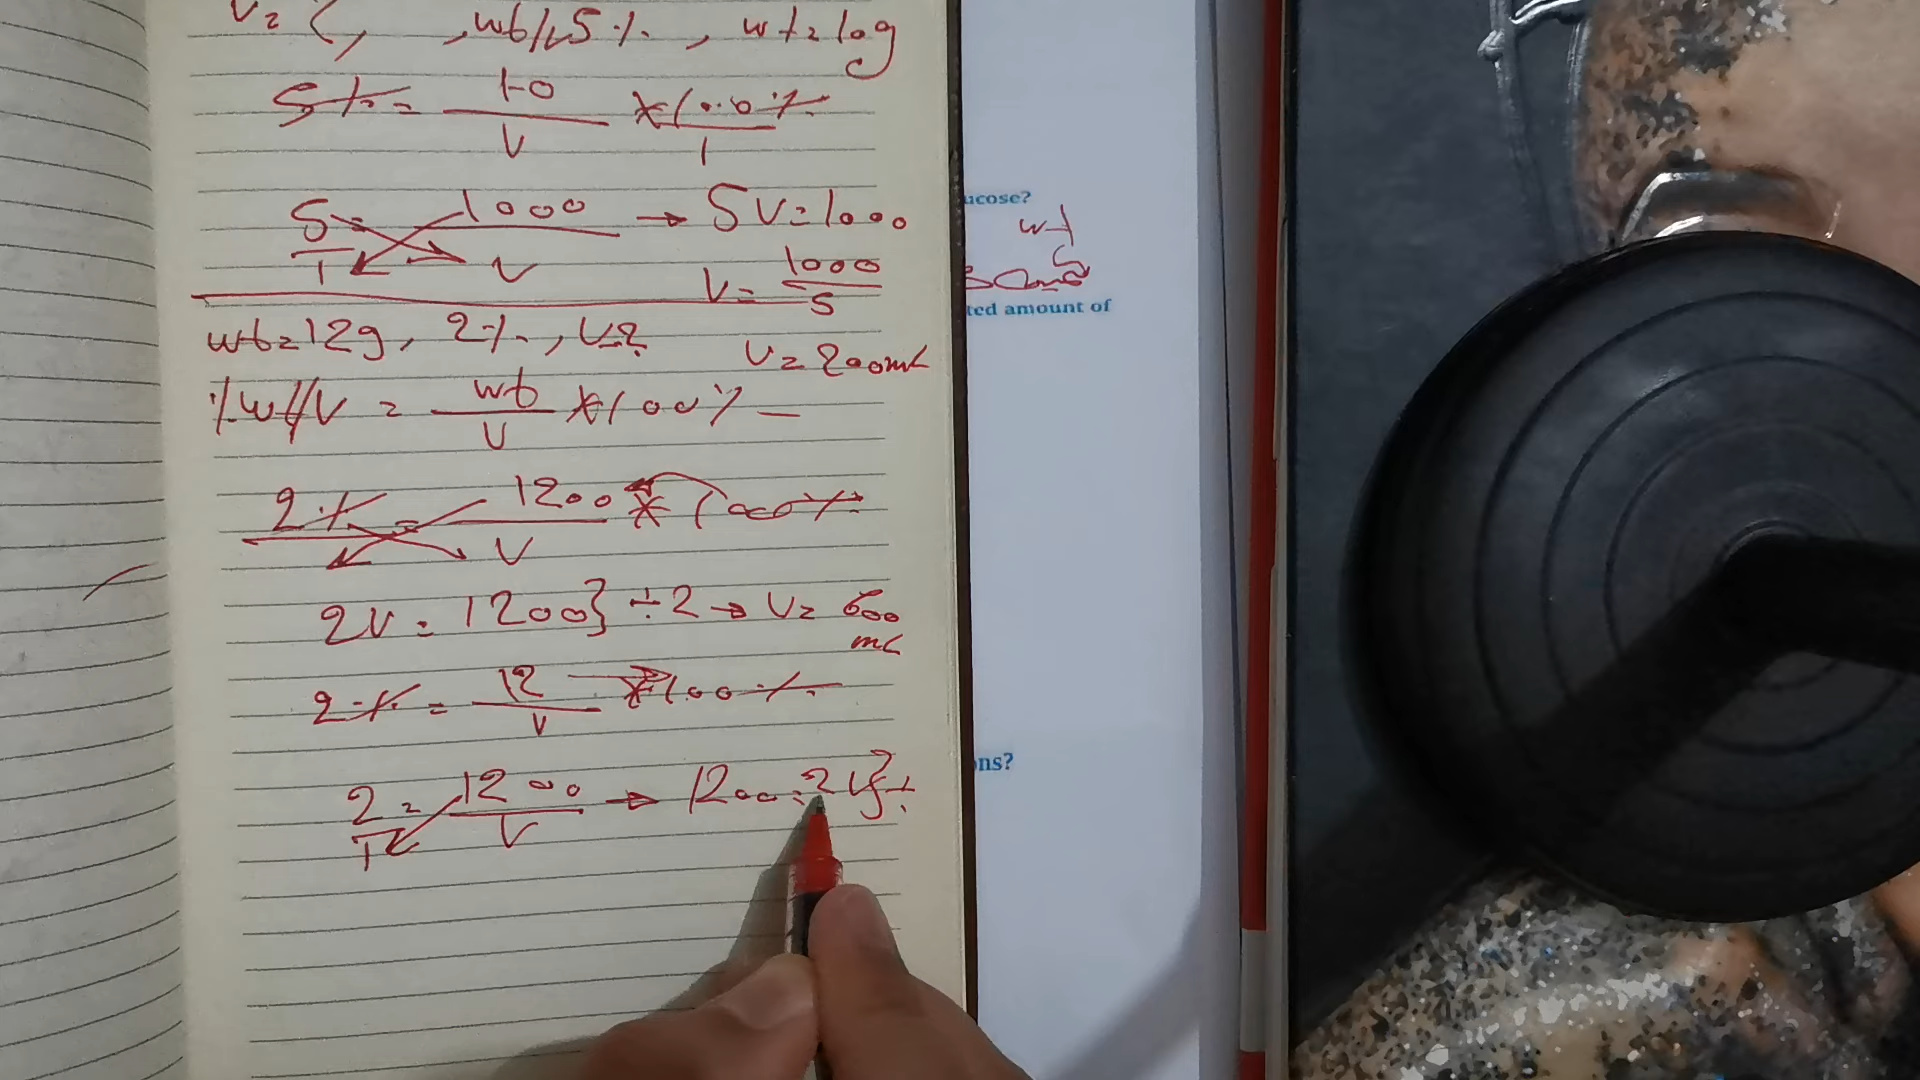 V= ?, , wt/v 5%, wt=10g
5% = 10/V * 100%/1
5/1 = 1000/V → 5V=1000
V= 1000/5
wt=12g, 2%, V=?
V=200mL
%w/V = wt/V *100%
2% = 1200/V * 100%
2V = 1200} ÷2 → V= 600
mL
2% = 12/V *100%
2/1 = 1200/V → 1200=2V} ÷
ucose?
wt
ted amount of
ns?